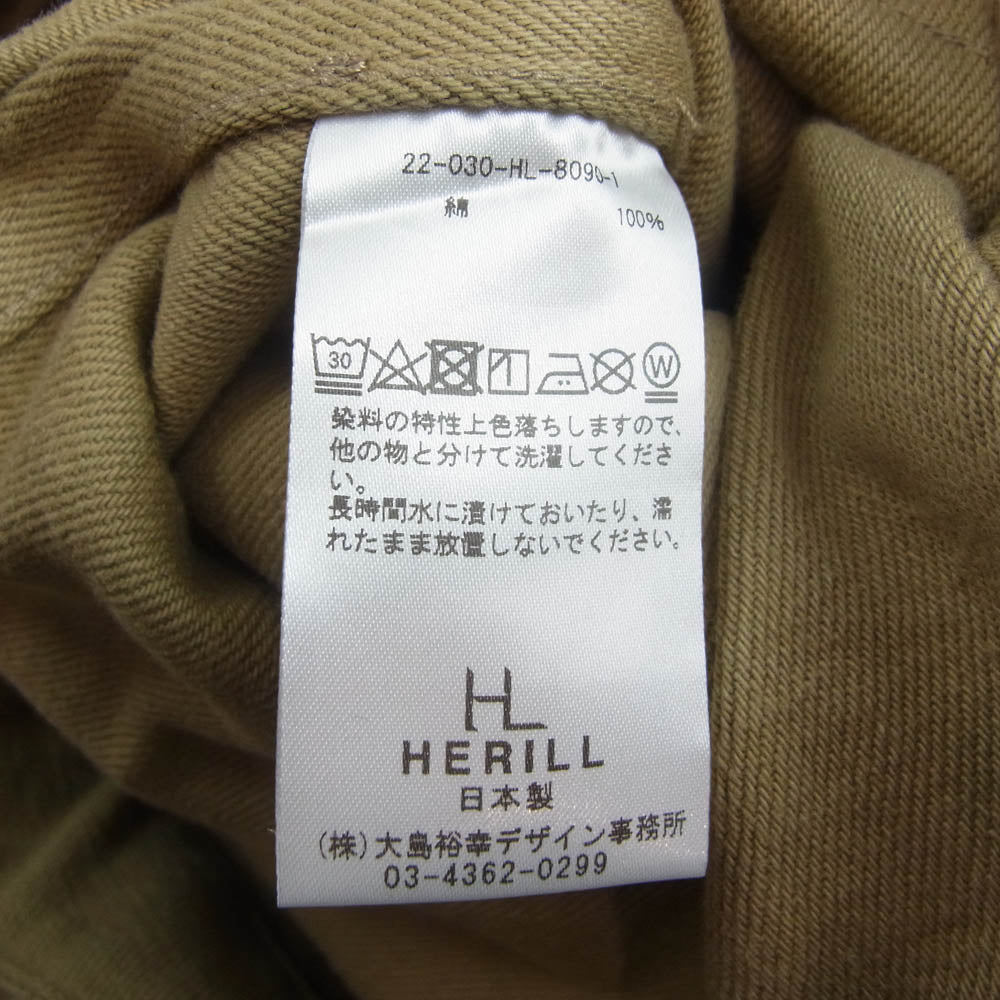 22-030-HL-8090-1
綿 100%
30 W
染料の特性上色落ちしますので、
他の物と分けて洗濯してくださ
い。
長時間水に漬けておいたり、濡
れたまま放置しないでください。
HL
HERILL
日本製
(株)大島裕幸デザイン事務所
03-4362-0299